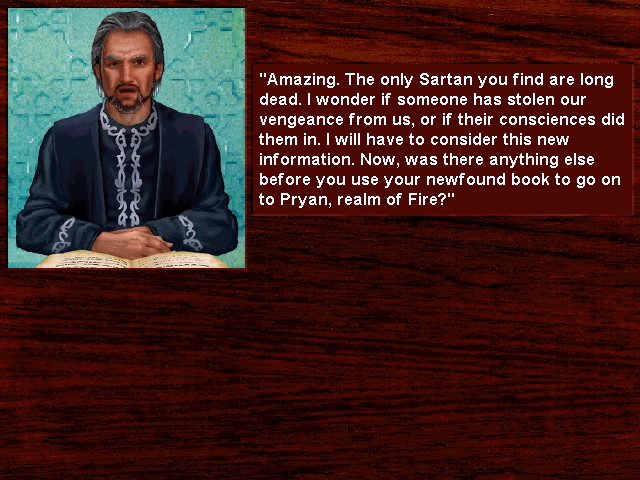 "Amazing. The only Sartan you find are long
dead. I wonder if someone has stolen our
vengeance from us, or if their consciences did
them in. I will have to consider this new
information. Now, was there anything else
before you use your newfound book to go on
to Pryan, realm of Fire?"